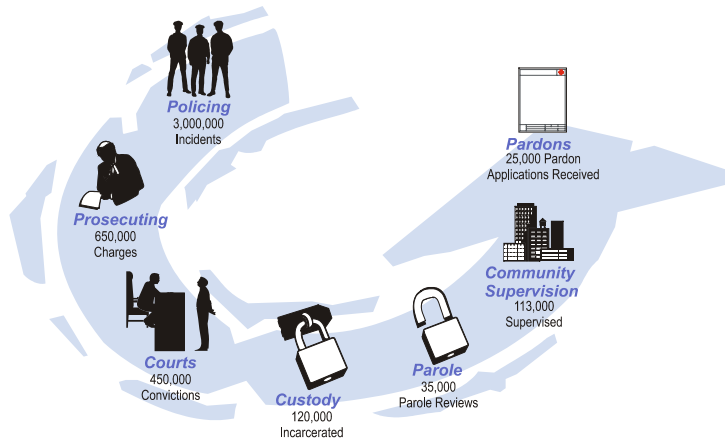 Policing
3,000,000
Incidents
Prosecuting
650,000
Charges
Courts
450,000
Convictions
Custody
120,000
Incarcerated
Parole
35,000
Parole Reviews
Community
Supervision
113,000
Supervised
Pardons
25,000 Pardon
Applications Received